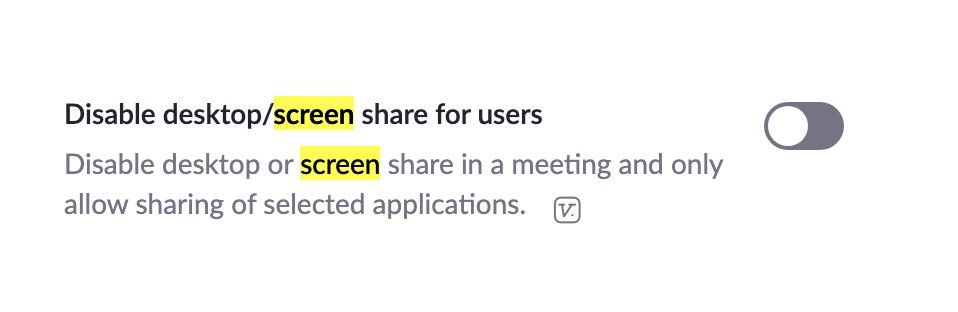 Disable desktop/screen share for users
Disable desktop or screen share in a meeting and only
allow sharing of selected applications. V.